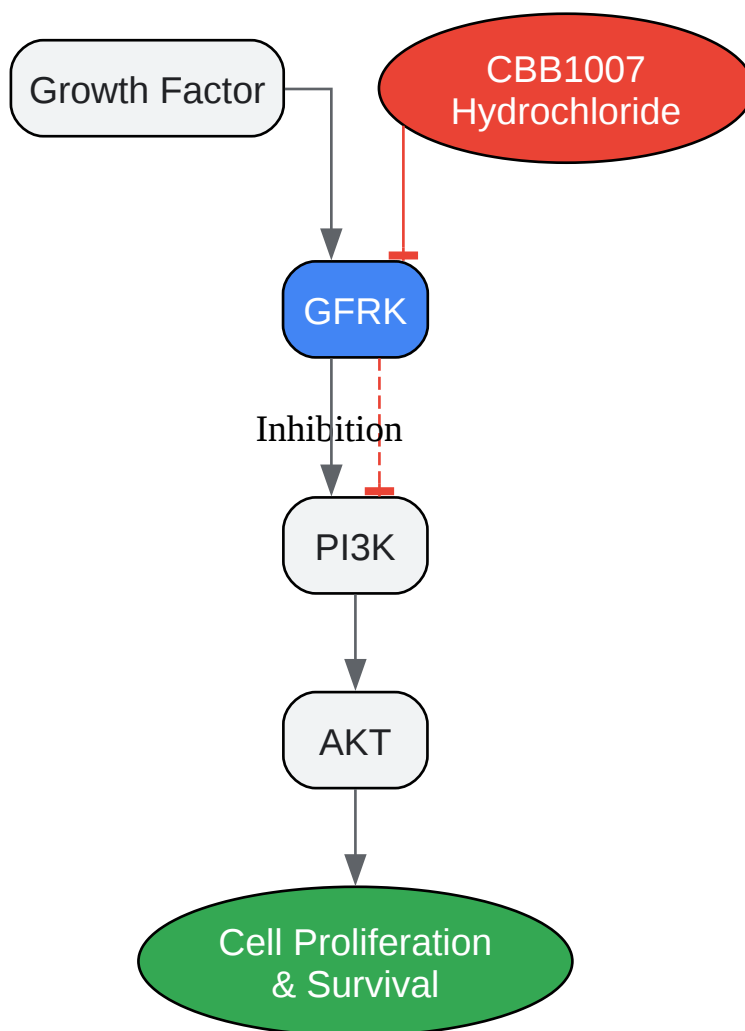 Growth Factor
CBB1007
Hydrochloride
GFRK
Inhibition
PI3K
AKT
Cell Proliferation
& Survival